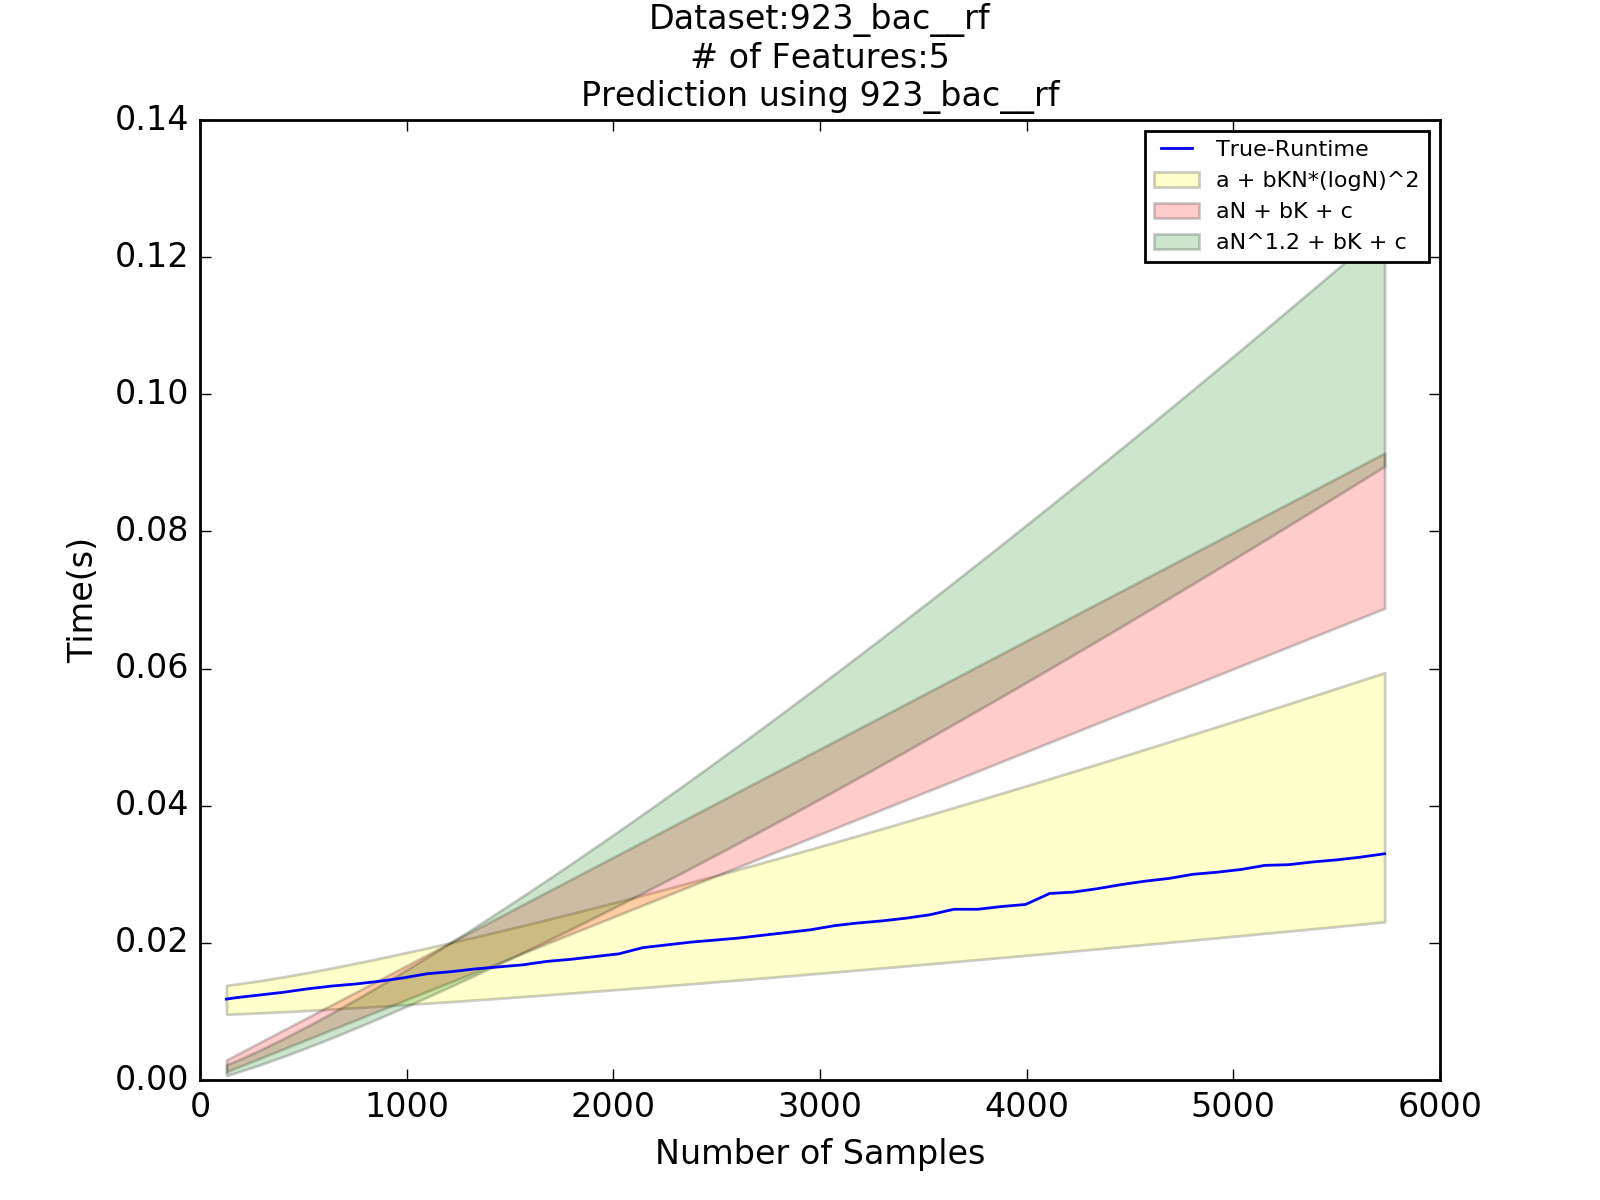 Dataset:923_bac__rf
# of Features:5
Prediction using 923_bac__rf
0.14
0.12
0.10
0.08
0.06
0.04
0.02
0.00
Time(s)
True-Runtime
a + bKN*(logN)^2
aN + bK + c
aN^1.2 + bK + c
0 1000 2000 3000 4000 5000 6000
Number of Samples